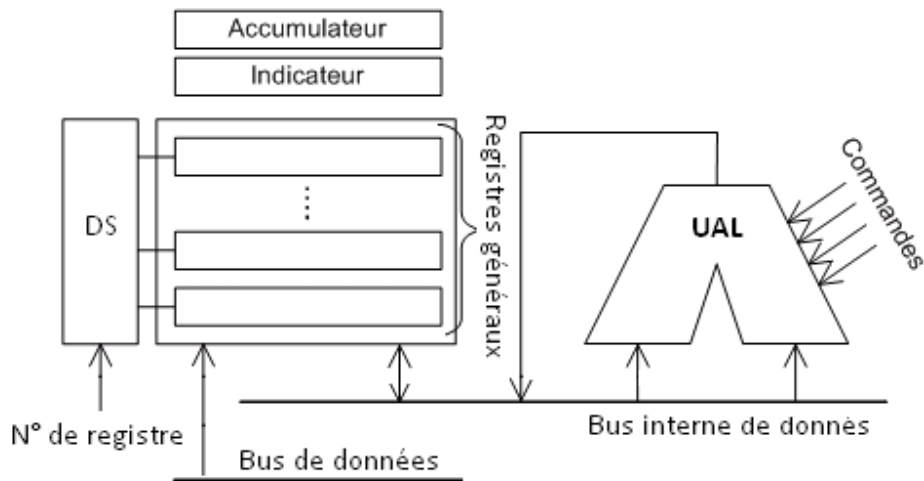 Accumulateur
Indicateur
DS
Registres généraux
UAL
Commandes
N° de registre
Bus interne de donnés
Bus de données